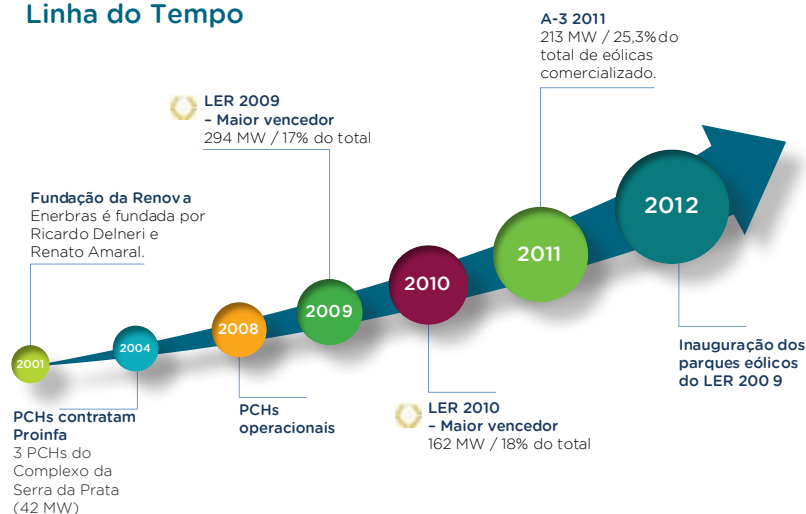 Linha do Tempo
Fundação da Renova
Enerbras é fundada por
Ricardo Delneri e
Renato Amaral.
2001
2004
PCHs contratam
Proinfa
3 PCHs do
Complexo da
Serra da Prata
(42 MW)
2008
PCHs
operacionais
LER 2009
– Maior vencedor
294 MW / 17% do total
2009
2010
LER 2010
– Maior vencedor
162 MW / 18% do total
A-3 2011
213 MW / 25,3% do
total de eólicas
comercializado.
2011
2012
Inauguração dos
parques eólicos
do LER 200 9